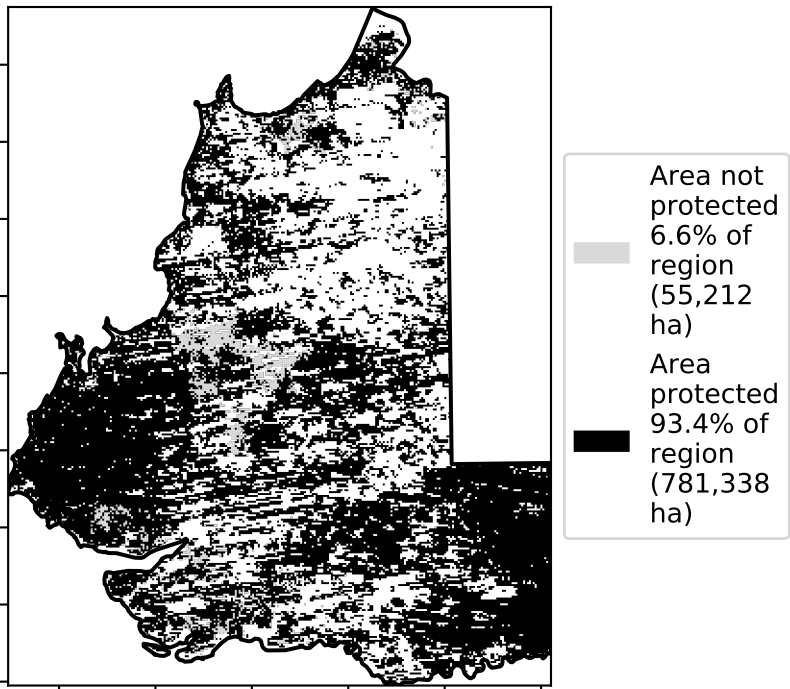 Area not
protected
6.6% of
region
(55,212
ha)
Area
protected
93.4% of
region
(781,338
ha)